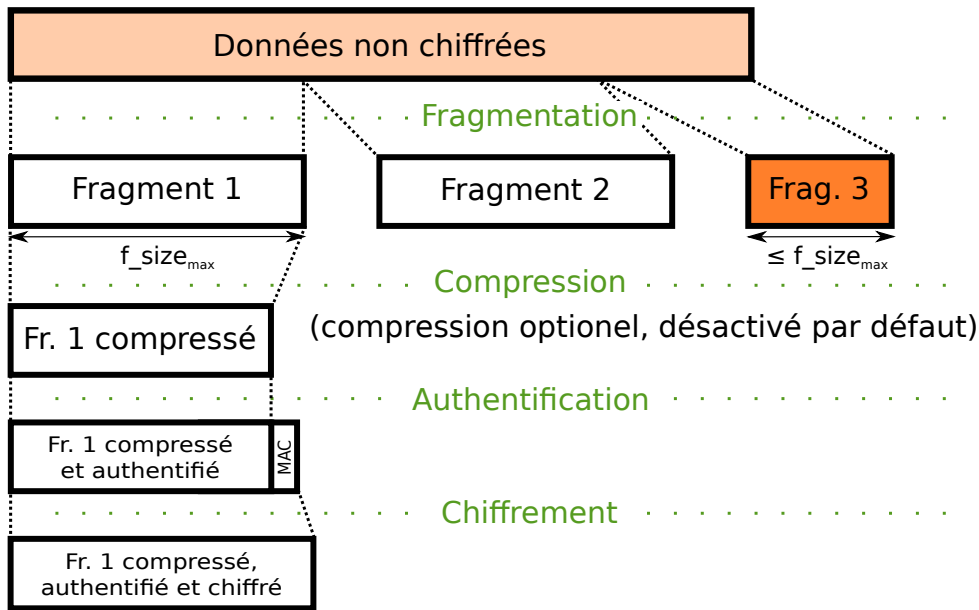 Données non chiffrées
Fragmentation
Fragment 1
Fragment 2
Frag. 3
f_sizemax
≤ f_sizemax
Compression
Fr. 1 compressé
(compression optionel, désactivé par défaut)
Authentification
Fr. 1 compressé
et authentifié
MAC
Chiffrement
Fr. 1 compressé,
authentifié et chiffré